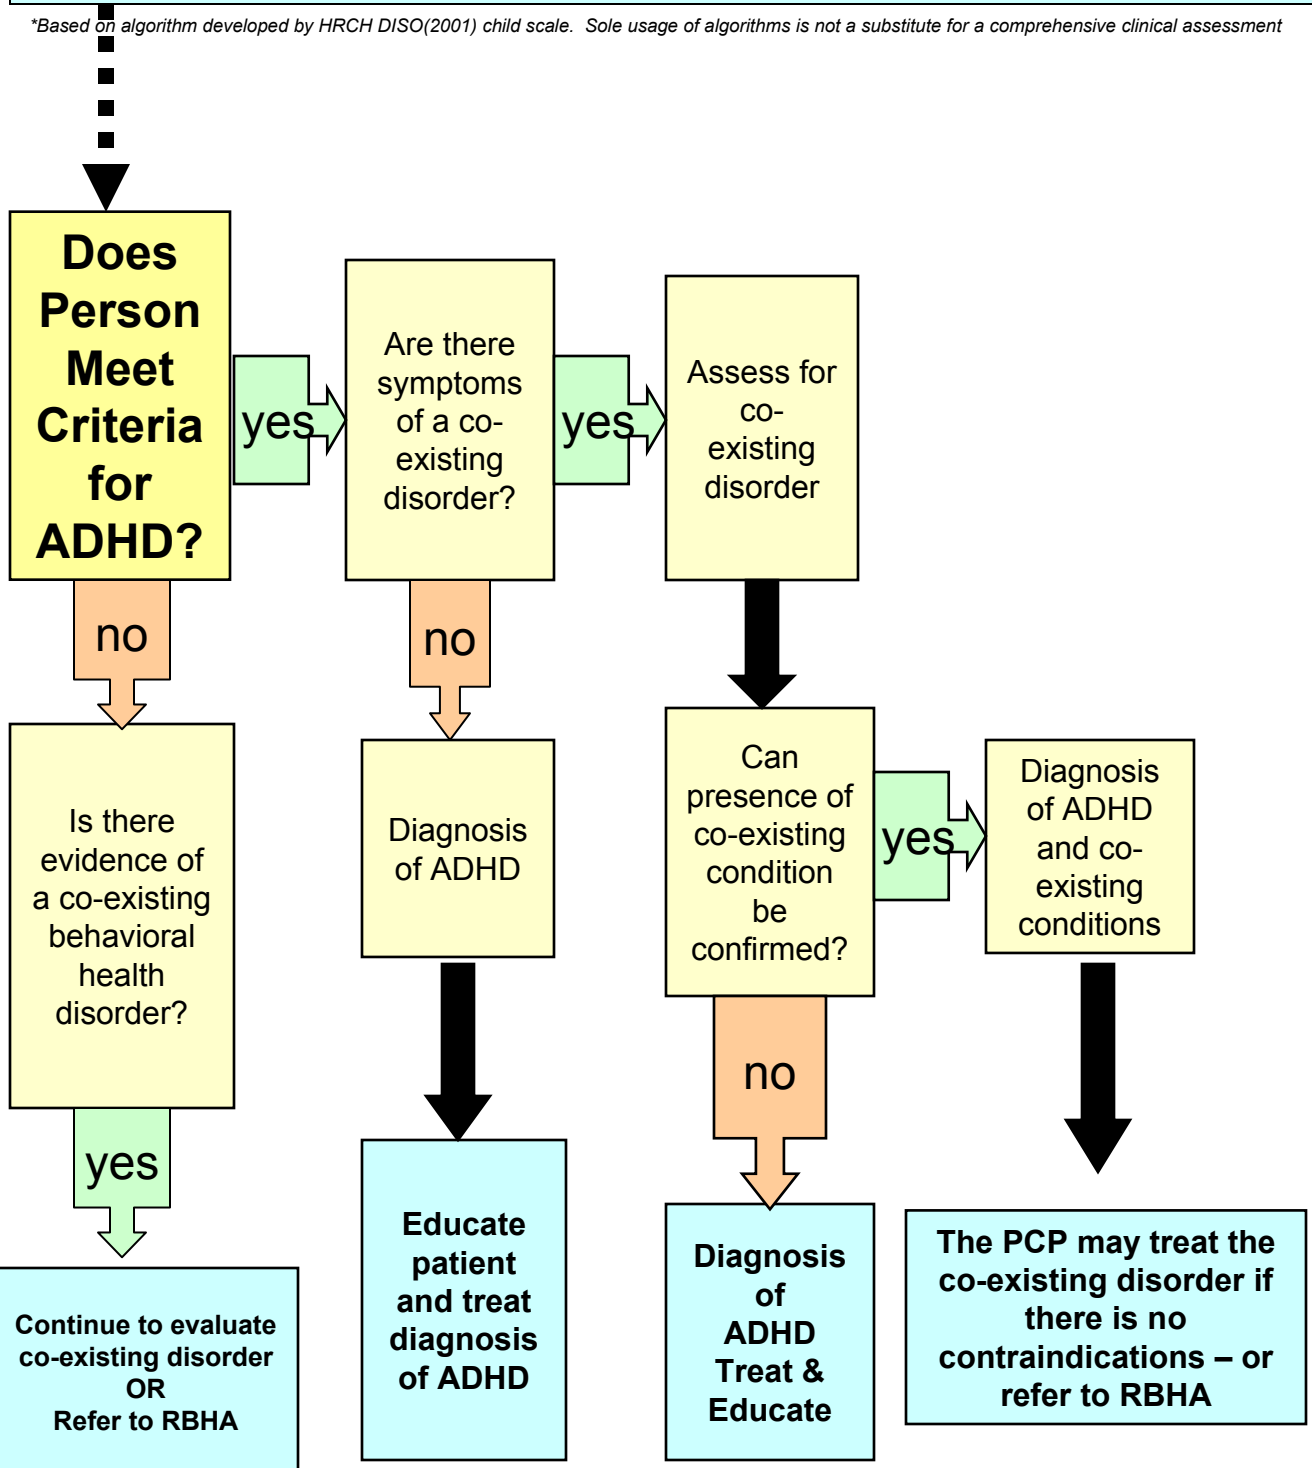 *Based on algorithm developed by HRCH DISO(2001) child scale.  Sole usage of algorithms is not a substitute for a comprehensive clinical assessment
Does
Person
Meet
Criteria
for
ADHD?
yes
Are there
symptoms
of a co-
existing
disorder?
yes
Assess for
co-
existing
disorder
no
no
Is there
evidence of
a co-existing
behavioral
health
disorder?
Diagnosis
of ADHD
Can
presence of
co-existing
condition
be
confirmed?
yes
Diagnosis
of ADHD
and co-
existing
conditions
yes
no
Continue to evaluate
co-existing disorder
OR
Refer to RBHA
Educate
patient
and treat
diagnosis
of ADHD
Diagnosis
of
ADHD
Treat &
Educate
The PCP may treat the
co-existing disorder if
there is no
contraindications – or
refer to RBHA